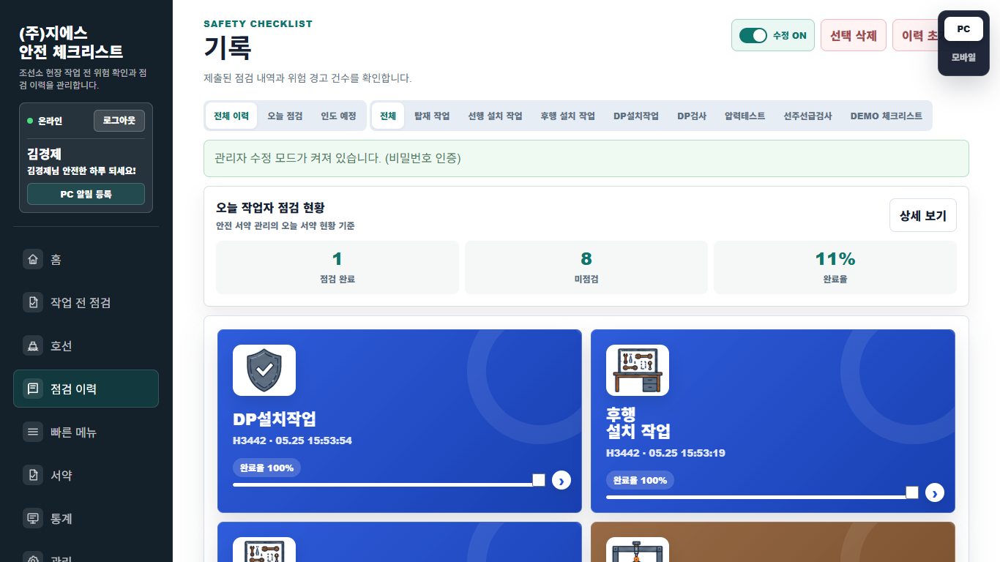 (주)지에스
안전 체크리스트
조선소 현장 작업 전 위험 확인과 점
검 이력을 관리합니다.
온라인
로그아웃
김경제
김경제님 안전한 하루 되세요!
PC 알림 등록
홈
작업 전 점검
호선
점검 이력
빠른 메뉴
서약
통계
관리
SAFETY CHECKLIST
기록
제출된 점검 내역과 위험 경고 건수를 확인합니다.
수정 ON
선택 삭제
이력 초
PC
모바일
전체 이력 오늘 점검 인도 예정
전체 탑재 작업 선행 설치 작업 후행 설치 작업 DP설치작업 DP검사 압력테스트 선주선급검사 DEMO 체크리스트
관리자 수정 모드가 켜져 있습니다. (비밀번호 인증)
오늘 작업자 점검 현황
안전 서약 관리의 오늘 서약 현황 기준
상세 보기
1
점검 완료
8
미점검
11%
완료율
DP설치작업
H3442 · 05.25 15:53:54
완료율 100%
›
후행
설치 작업
H3442 · 05.25 15:53:19
완료율 100%
›